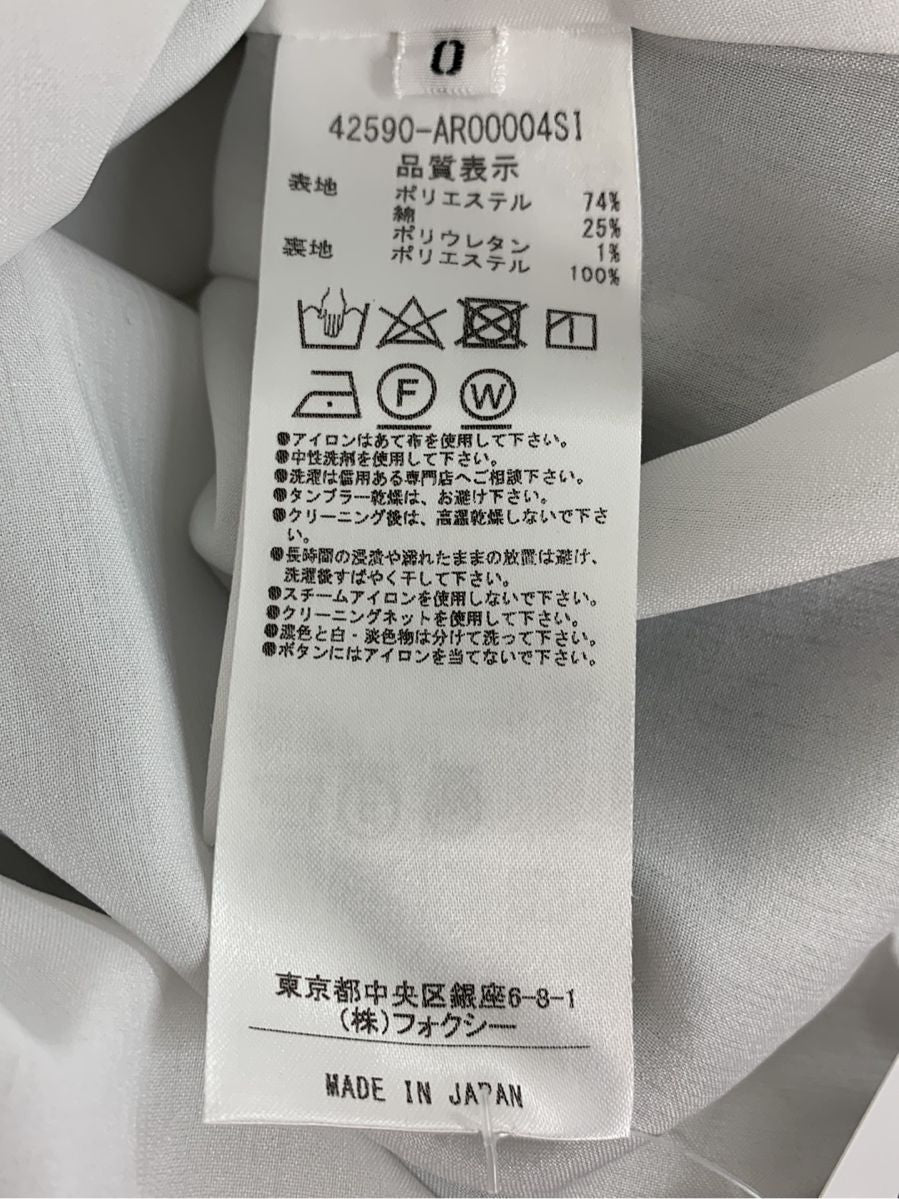 0
42590-AR00004SI
品質表示
表地 ポリエステル 74%
綿 25%
ポリウレタン 1%
裏地 ポリエステル 100%
F W
●アイロンはあて布を使用して下さい。
●中性洗剤を使用して下さい。
●洗濯は信用ある専門店へご相談下さい。
●タンブラー乾燥は、お避け下さい。
●クリーニング後は、高温乾燥しないで下さ
い。
●長時間の浸漬や濡れたままの放置は避け、
洗濯後すばやく干して下さい。
●スチームアイロンを使用しないで下さい。
●クリーニングネットを使用して下さい。
●濃色と白・淡色物は分けて洗って下さい。
●ボタンにはアイロンを当てないで下さい。
東京都中央区銀座6-8-1
(株)フォクシー
MADE IN JAPAN